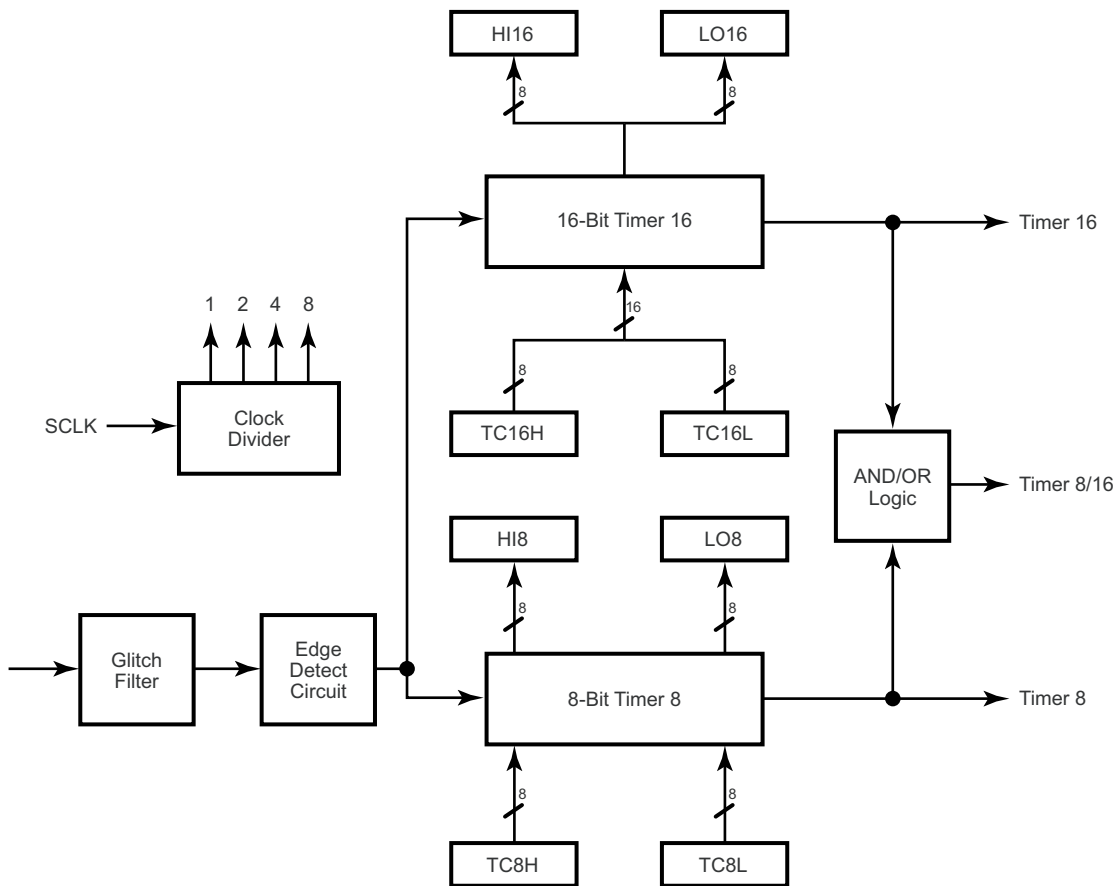 HI16
LO16
8
8
16-Bit Timer 16
Timer 16
16
1 2 4 8
8
8
SCLK
Clock
Divider
TC16H
TC16L
AND/OR
Logic
Timer 8/16
HI8
LO8
8
8
Glitch
Filter
Edge
Detect
Circuit
8-Bit Timer 8
Timer 8
8
8
TC8H
TC8L